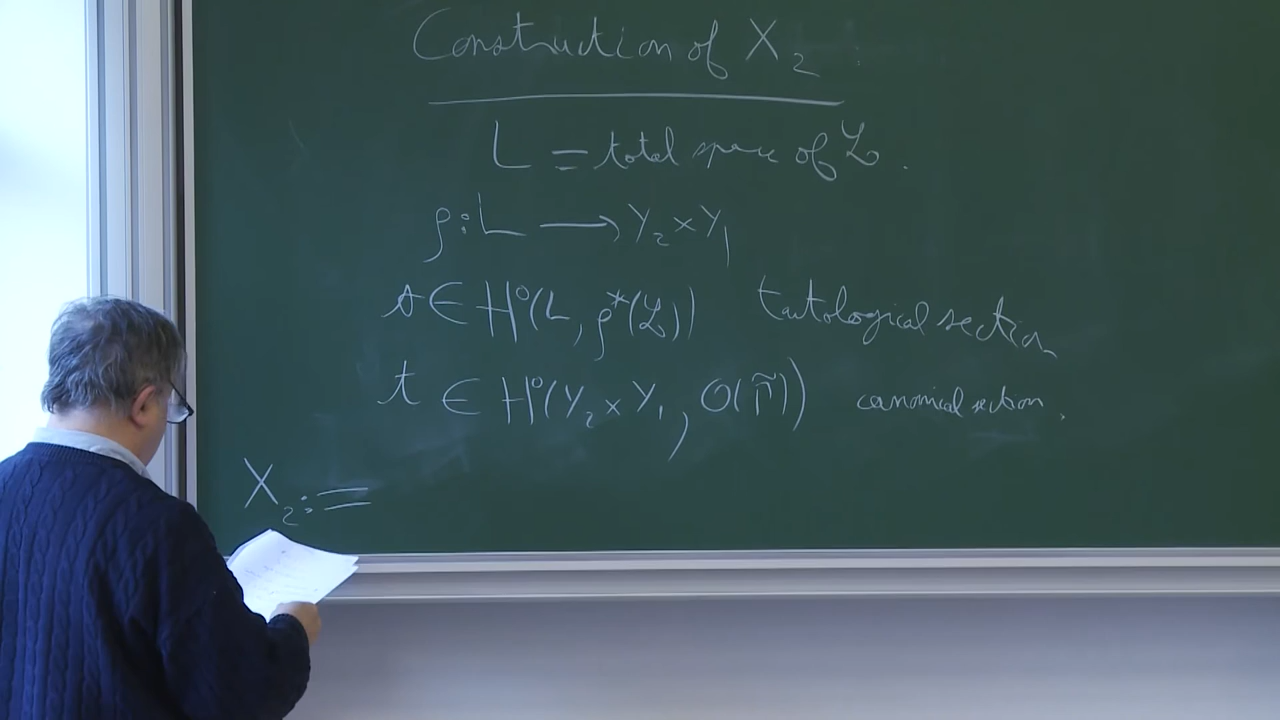 Construction of X₂ :
L = total space of ℒ .
ρ : L ⟶ Y₂ × Y₁
s ∈ H⁰(L, ρ*(ℒ)) tautological section
t ∈ H⁰(Y₂ × Y₁, O(Γ̃)) canonical section .
X₂ :=